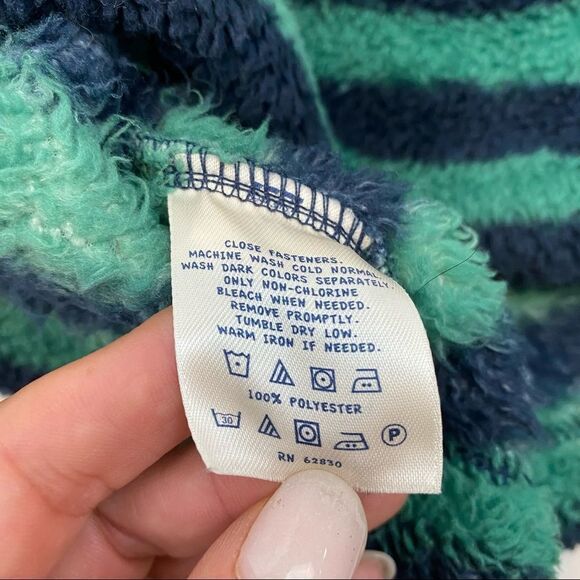 CLOSE FASTENERS.
MACHINE WASH COLD NORMAL.
WASH DARK COLORS SEPARATELY.
ONLY NON-CHLORINE
BLEACH WHEN NEEDED.
REMOVE PROMPTLY.
TUMBLE DRY LOW.
WARM IRON IF NEEDED.
100% POLYESTER
30 P
RN 62830